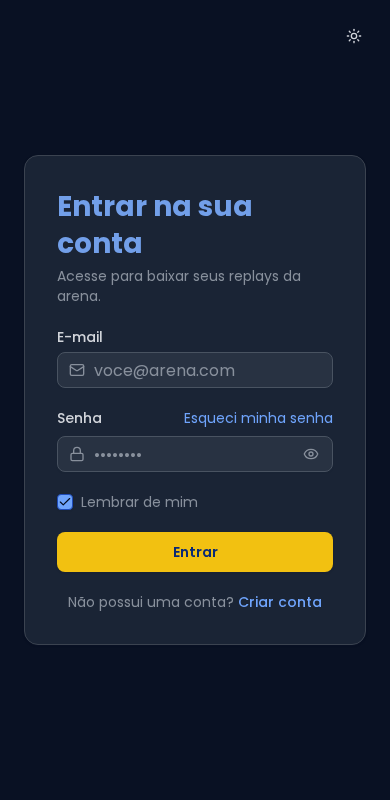 Entrar na sua
conta
Acesse para baixar seus replays da
arena.
E-mail
voce@arena.com
Senha Esqueci minha senha
••••••••
Lembrar de mim
Entrar
Não possui uma conta? Criar conta